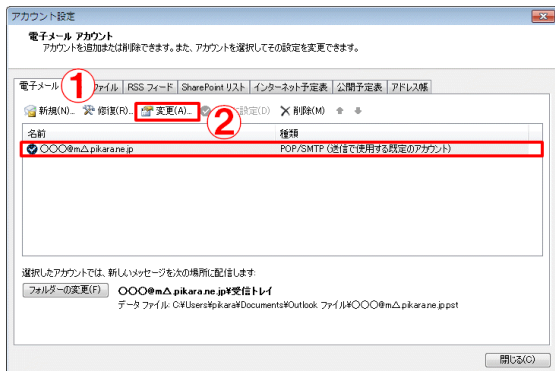 アカウント設定
電子メール アカウント
アカウントを追加または削除できます。また、アカウントを選択してその設定を変更できます。
電子メール ファイル RSS フィード SharePoint リスト インターネット予定表 公開予定表 アドレス帳
①
新規(N)... 修復(R)... 変更(A)... 設定(D) 削除(M)
②
名前 種類
〇〇〇@m△.pikara.ne.jp POP/SMTP (送信で使用する既定のアカウント)
選択したアカウントでは、新しいメッセージを次の場所に配信します:
フォルダーの変更(F) 〇〇〇@m△.pikara.ne.jp¥受信トレイ
データ ファイル: C:¥Users¥pikara¥Documents¥Outlook ファイル¥〇〇〇@m△.pikara.ne.jp.pst
閉じる(C)